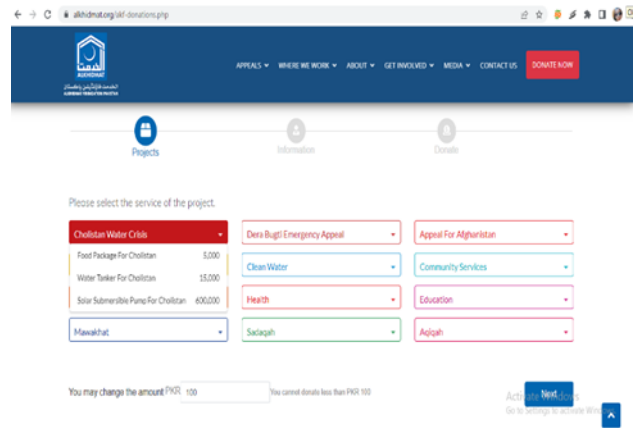 alkhidmat.org/akf-donations.php
الخدمت
ALKHIDMAT
ALKHIDMAT FOUNDATION PAKISTAN
APPEALS WHERE WE WORK ABOUT GET INVOLVED MEDIA CONTACT US DONATE NOW
Projects Information Donate
Please select the service of the project.
Cholistan Water Crisis Dera Bugti Emergency Appeal Appeal For Afghanistan
Food Package For Cholistan 5,000
Clean Water Community Services
Water Tanker For Cholistan 15,000
Solar Submersible Pump For Cholistan 600,000 Health Education
Mawakhat Sadaqah Aqiqah
You may change the amount PKR 100 You cannot donate less than PKR 100 Next
Activate Windows
Go to Settings to activate Windows